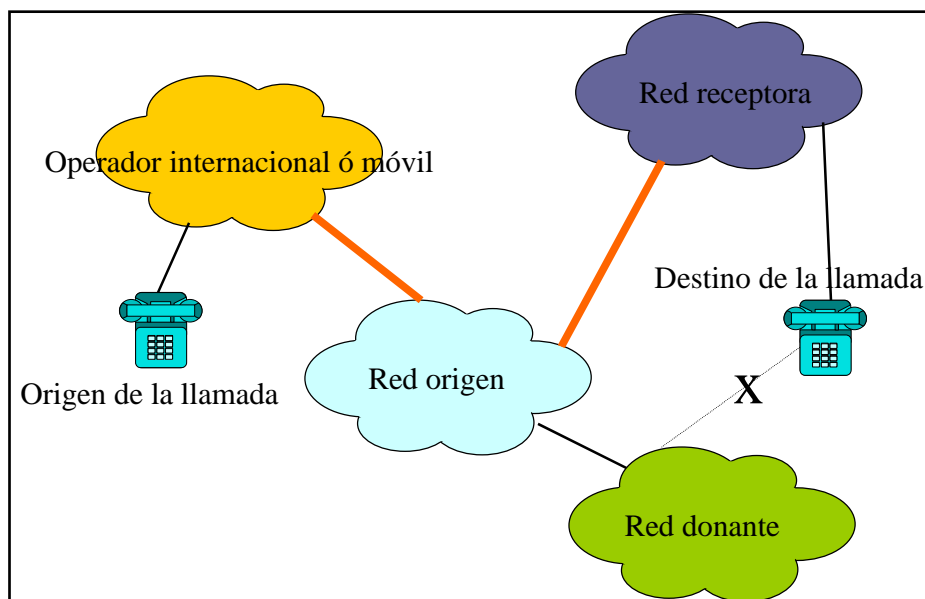 Red receptora
Operador internacional ó móvil
Destino de la llamada
Red origen
Origen de la llamada
X
Red donante